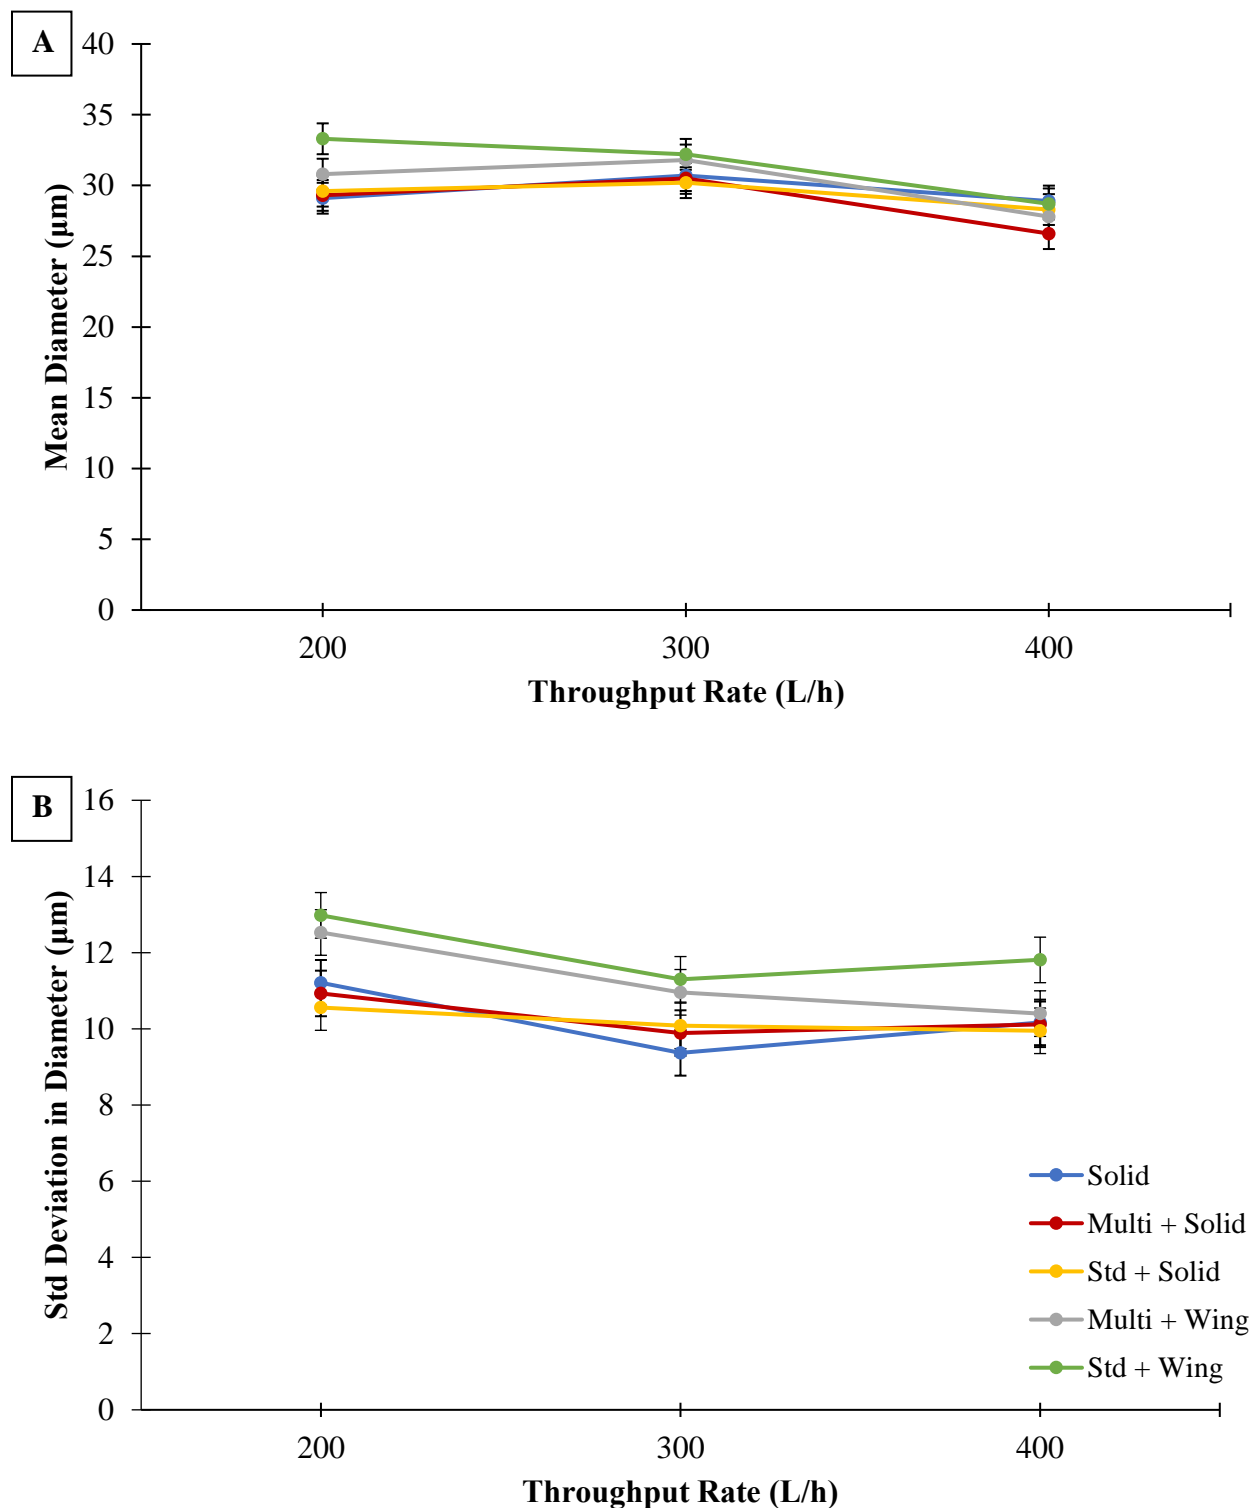 A
40
35
30
25
20
15
10
5
0
Mean Diameter (µm)
200 300 400
Throughput Rate (L/h)
B
16
14
12
10
8
6
4
2
0
Std Deviation in Diameter (µm)
Solid
Multi + Solid
Std + Solid
Multi + Wing
Std + Wing
200 300 400
Throughput Rate (L/h)